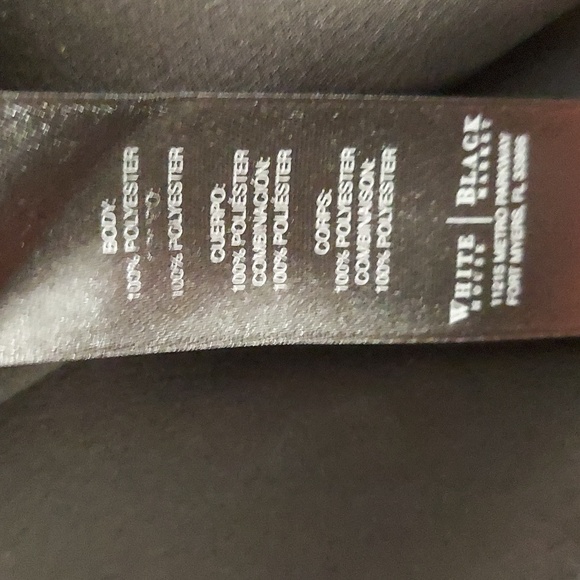 BODY:
100% POLYESTER
100% POLYESTER
CUERPO:
100% POLIÉSTER
COMBINACIÓN:
100% POLIÉSTER
CORPS:
100% POLYESTER
COMBINAISON:
100% POLYESTER
WHITE | BLACK
HOUSE | MARKET
11215 METRO PARKWAY
FORT MYERS, FL